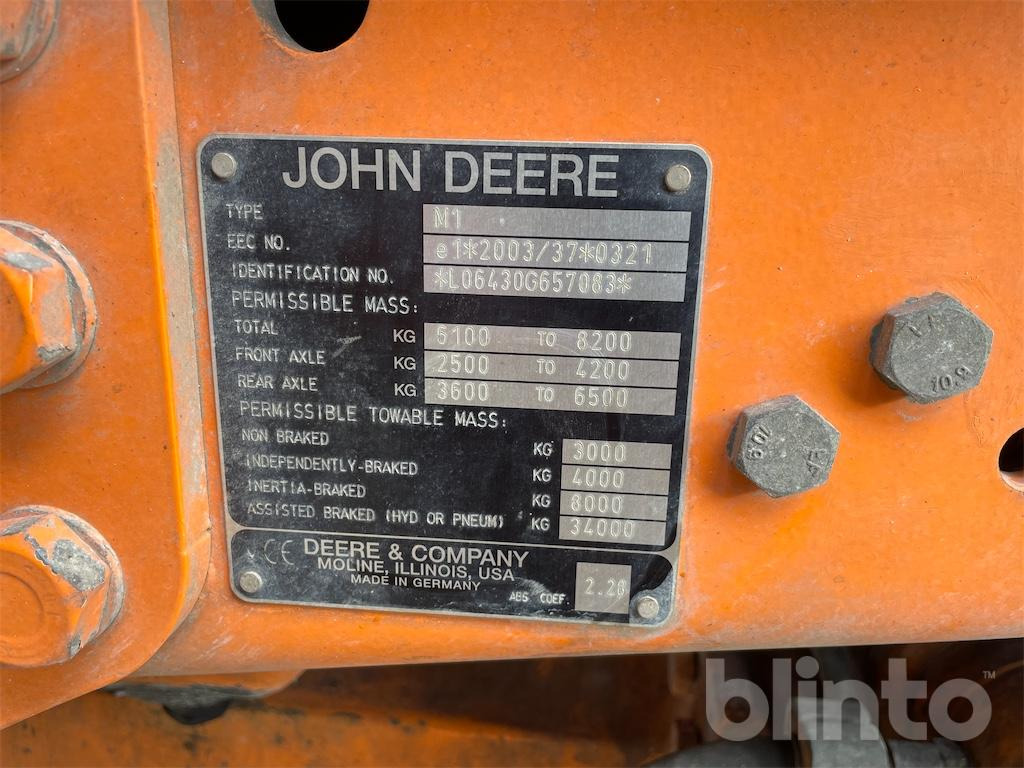 JOHN DEERE
TYPE M1
EEC NO. e1*2003/37*0321
IDENTIFICATION NO. *L06430G657083*
PERMISSIBLE MASS:
TOTAL KG 5100 TO 8200
FRONT AXLE KG 2500 TO 4200
REAR AXLE KG 3600 TO 6500
PERMISSIBLE TOWABLE MASS:
NON BRAKED KG 3000
INDEPENDENTLY-BRAKED KG 4000
INERTIA-BRAKED KG 8000
ASSISTED BRAKED (HYD OR PNEUM) KG 34000
CE DEERE & COMPANY
MOLINE, ILLINOIS, USA
MADE IN GERMANY
ABS COEF.
10.9
10.9
blinto™